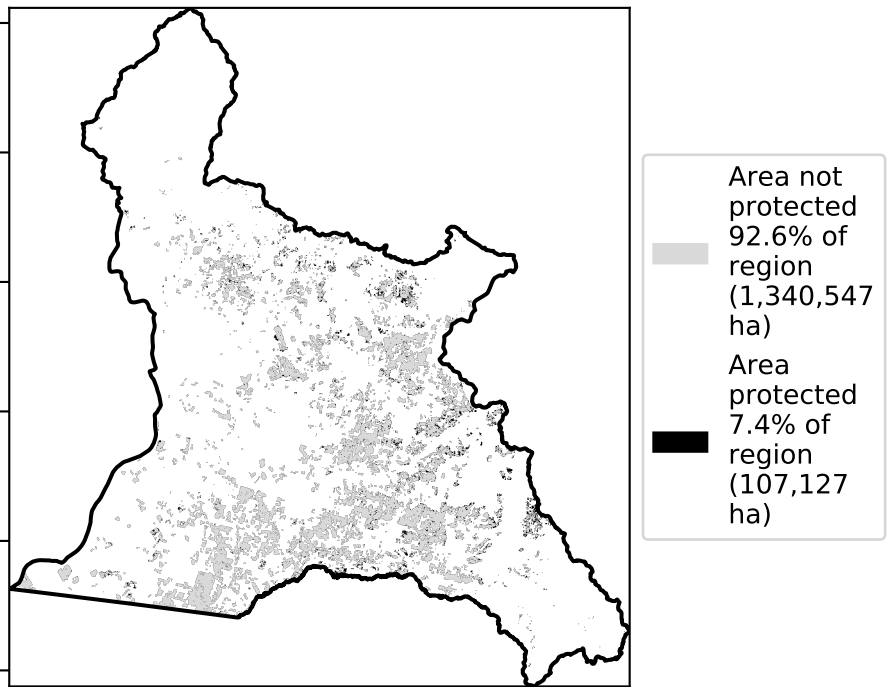 Area not
protected
92.6% of
region
(1,340,547
ha)
Area
protected
7.4% of
region
(107,127
ha)